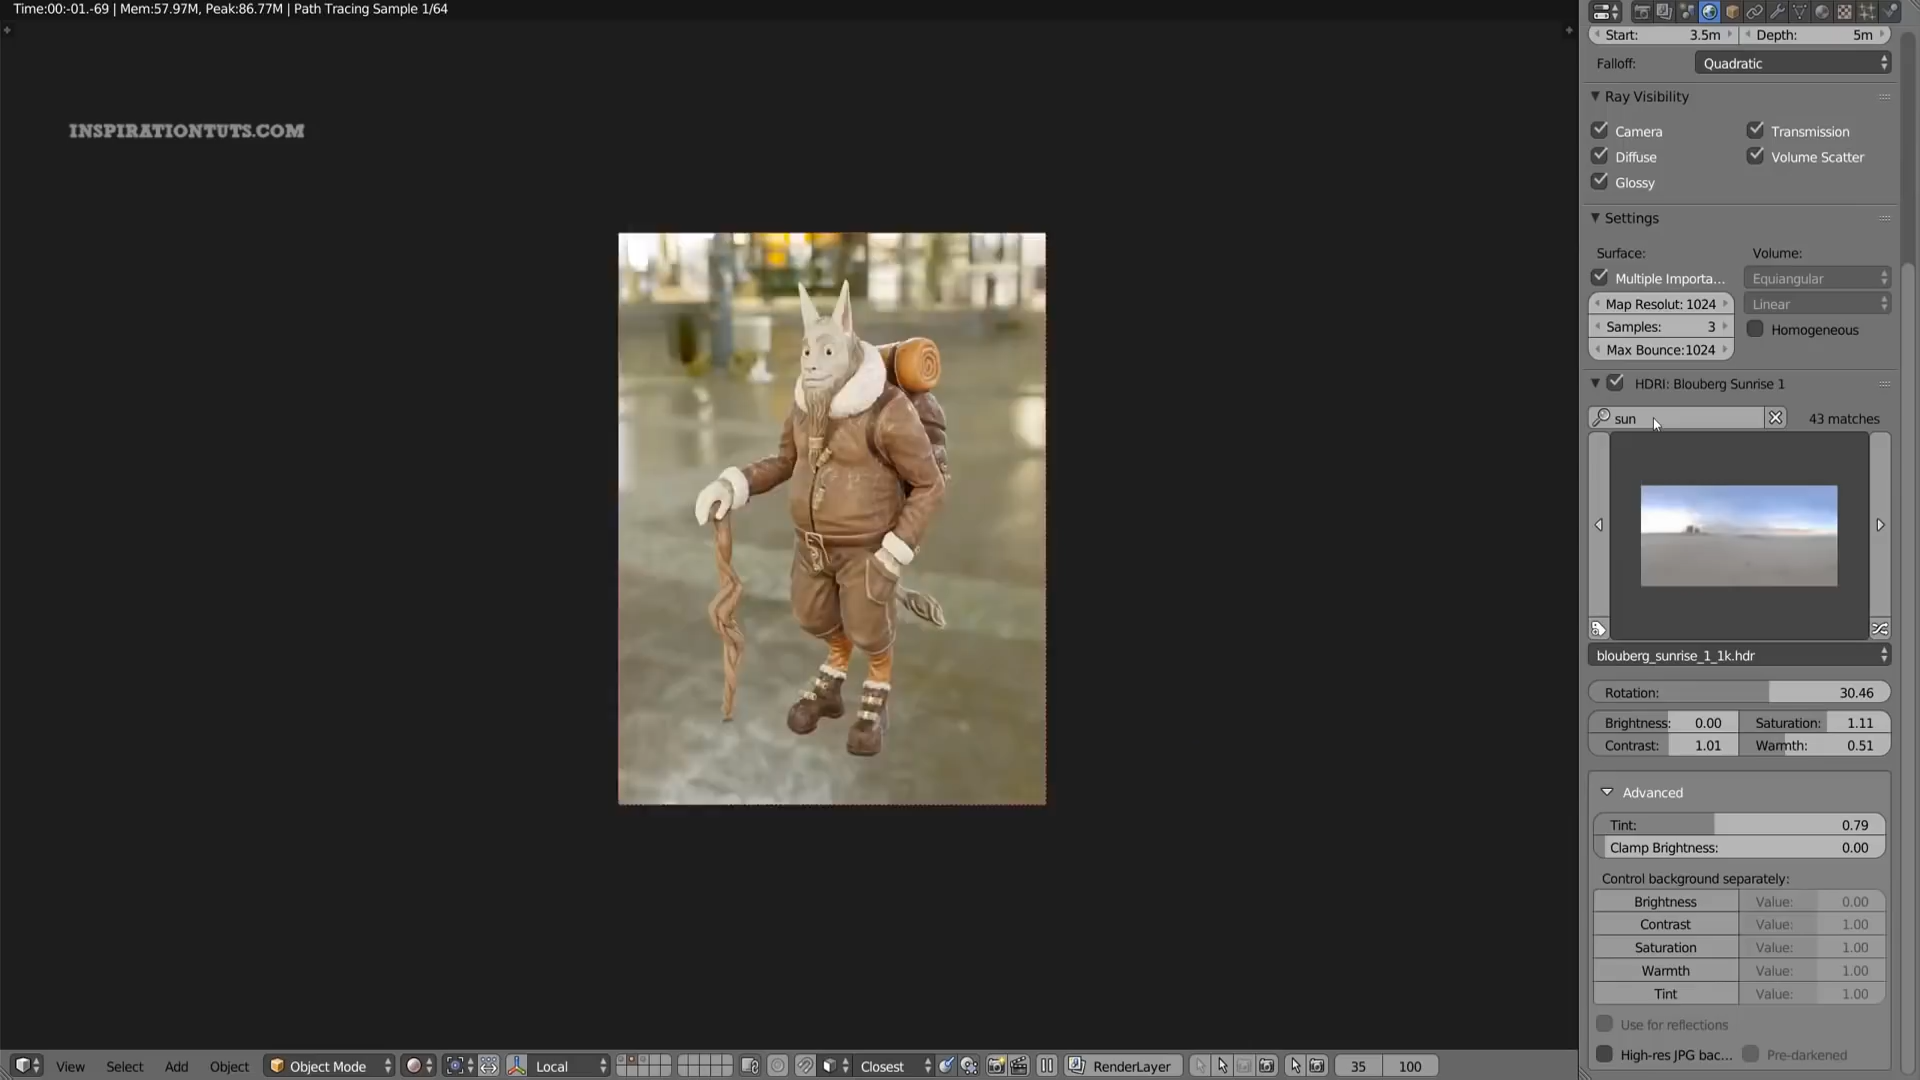 Time:00:-01.-69 | Mem:57.97M, Peak:86.77M | Path Tracing Sample 1/64
INSPIRATIONTUTS.COM
Start: 3.5m Depth: 5m
Falloff: Quadratic
Ray Visibility
Camera Transmission
Diffuse Volume Scatter
Glossy
Settings
Surface: Volume:
Multiple Importa... Equiangular
Map Resolut: 1024 Linear
Samples: 3 Homogeneous
Max Bounce:1024
HDRI: Blouberg Sunrise 1
sun 43 matches
blouberg_sunrise_1_1k.hdr
Rotation: 30.46
Brightness: 0.00 Saturation: 1.11
Contrast: 1.01 Warmth: 0.51
Advanced
Tint: 0.79
Clamp Brightness: 0.00
Control background separately:
Brightness Value: 0.00
Contrast Value: 1.00
Saturation Value: 1.00
Warmth Value: 1.00
Tint Value: 1.00
Use for reflections
High-res JPG bac... Pre-darkened
View Select Add Object Object Mode Local Closest RenderLayer 35 100